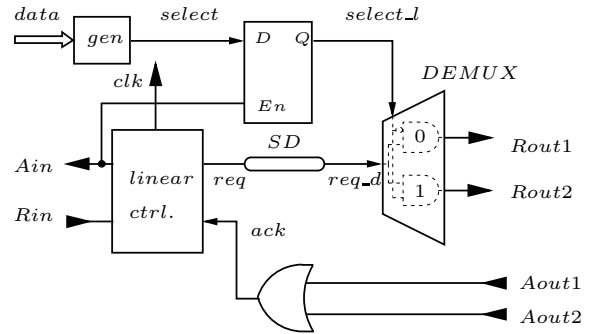 data
select
select_l
gen
D
Q
DEMUX
clk
En
0
SD
Rout1
Ain
linear
req
req_d
Rout2
1
Rin
ctrl.
ack
Aout1
Aout2